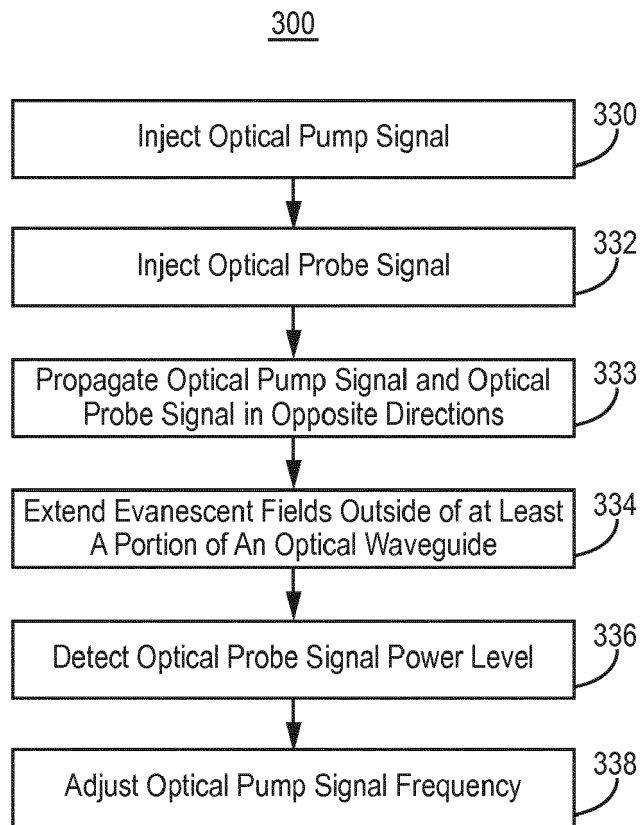 300
Inject Optical Pump Signal
330
Inject Optical Probe Signal
332
Propagate Optical Pump Signal and Optical
Probe Signal in Opposite Directions
333
Extend Evanescent Fields Outside of at Least
A Portion of An Optical Waveguide
334
Detect Optical Probe Signal Power Level
336
Adjust Optical Pump Signal Frequency
338